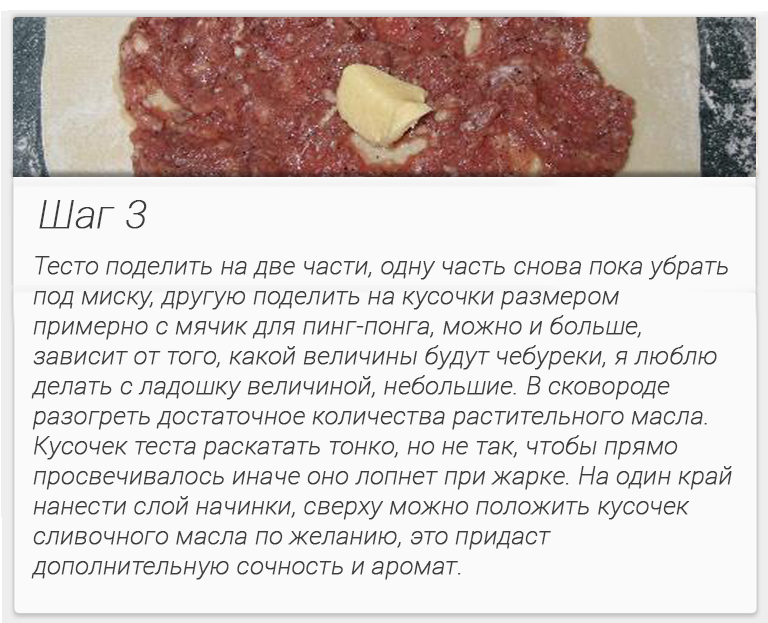 Шаг 3
Тесто поделить на две части, одну часть снова пока убрать
под миску, другую поделить на кусочки размером
примерно с мячик для пинг-понга, можно и больше,
зависит от того, какой величины будут чебуреки, я люблю
делать с ладошку величиной, небольшие. В сковороде
разогреть достаточное количества растительного масла.
Кусочек теста раскатать тонко, но не так, чтобы прямо
просвечивалось иначе оно лопнет при жарке. На один край
нанести слой начинки, сверху можно положить кусочек
сливочного масла по желанию, это придаст
дополнительную сочность и аромат.